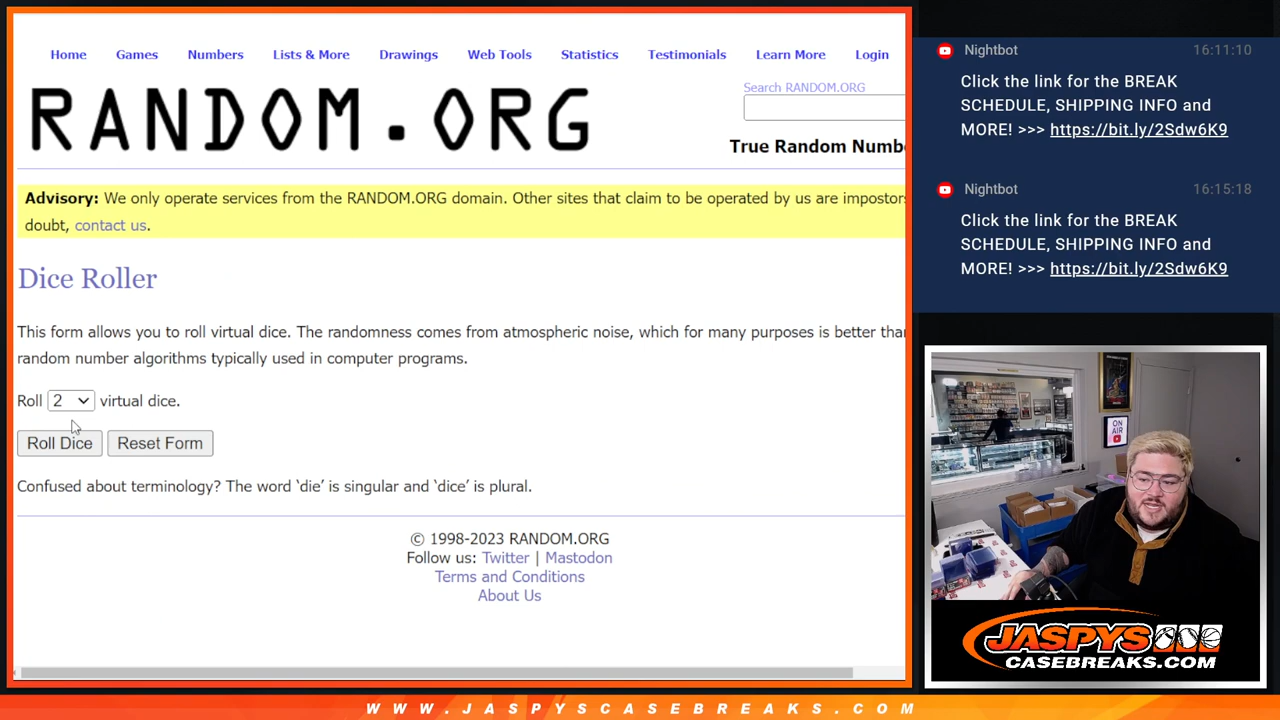 Home Games Numbers Lists & More Drawings Web Tools Statistics Testimonials Learn More Login
Search RANDOM.ORG
RANDOM.ORG
True Random Numbe
Advisory: We only operate services from the RANDOM.ORG domain. Other sites that claim to be operated by us are impostors
doubt, contact us.
Dice Roller
This form allows you to roll virtual dice. The randomness comes from atmospheric noise, which for many purposes is better than
random number algorithms typically used in computer programs.
Roll 2 virtual dice.
Roll Dice Reset Form
Confused about terminology? The word ‘die’ is singular and ‘dice’ is plural.
© 1998-2023 RANDOM.ORG
Follow us: Twitter | Mastodon
Terms and Conditions
About Us
Nightbot 16:11:10
Click the link for the BREAK
SCHEDULE, SHIPPING INFO and
MORE! >>> https://bit.ly/2Sdw6K9
Nightbot 16:15:18
Click the link for the BREAK
SCHEDULE, SHIPPING INFO and
MORE! >>> https://bit.ly/2Sdw6K9
ON
AIR
JASPYS
CASEBREAKS.COM
WWW.JASPYSCASEBREAKS.COM